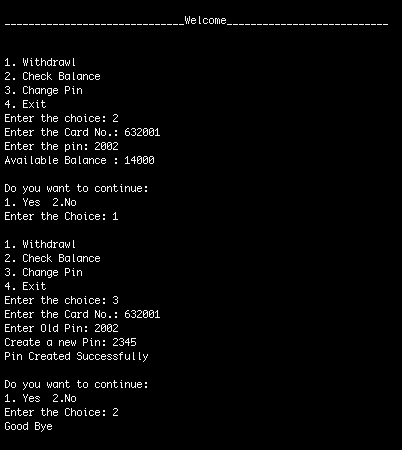 ______________________________Welcome___________________________
1. Withdrawl
2. Check Balance
3. Change Pin
4. Exit
Enter the choice: 2
Enter the Card No.: 632001
Enter the pin: 2002
Available Balance : 14000
Do you want to continue:
1. Yes  2.No
Enter the Choice: 1
1. Withdrawl
2. Check Balance
3. Change Pin
4. Exit
Enter the choice: 3
Enter the Card No.: 632001
Enter Old Pin: 2002
Create a new Pin: 2345
Pin Created Successfully
Do you want to continue:
1. Yes  2.No
Enter the Choice: 2
Good Bye